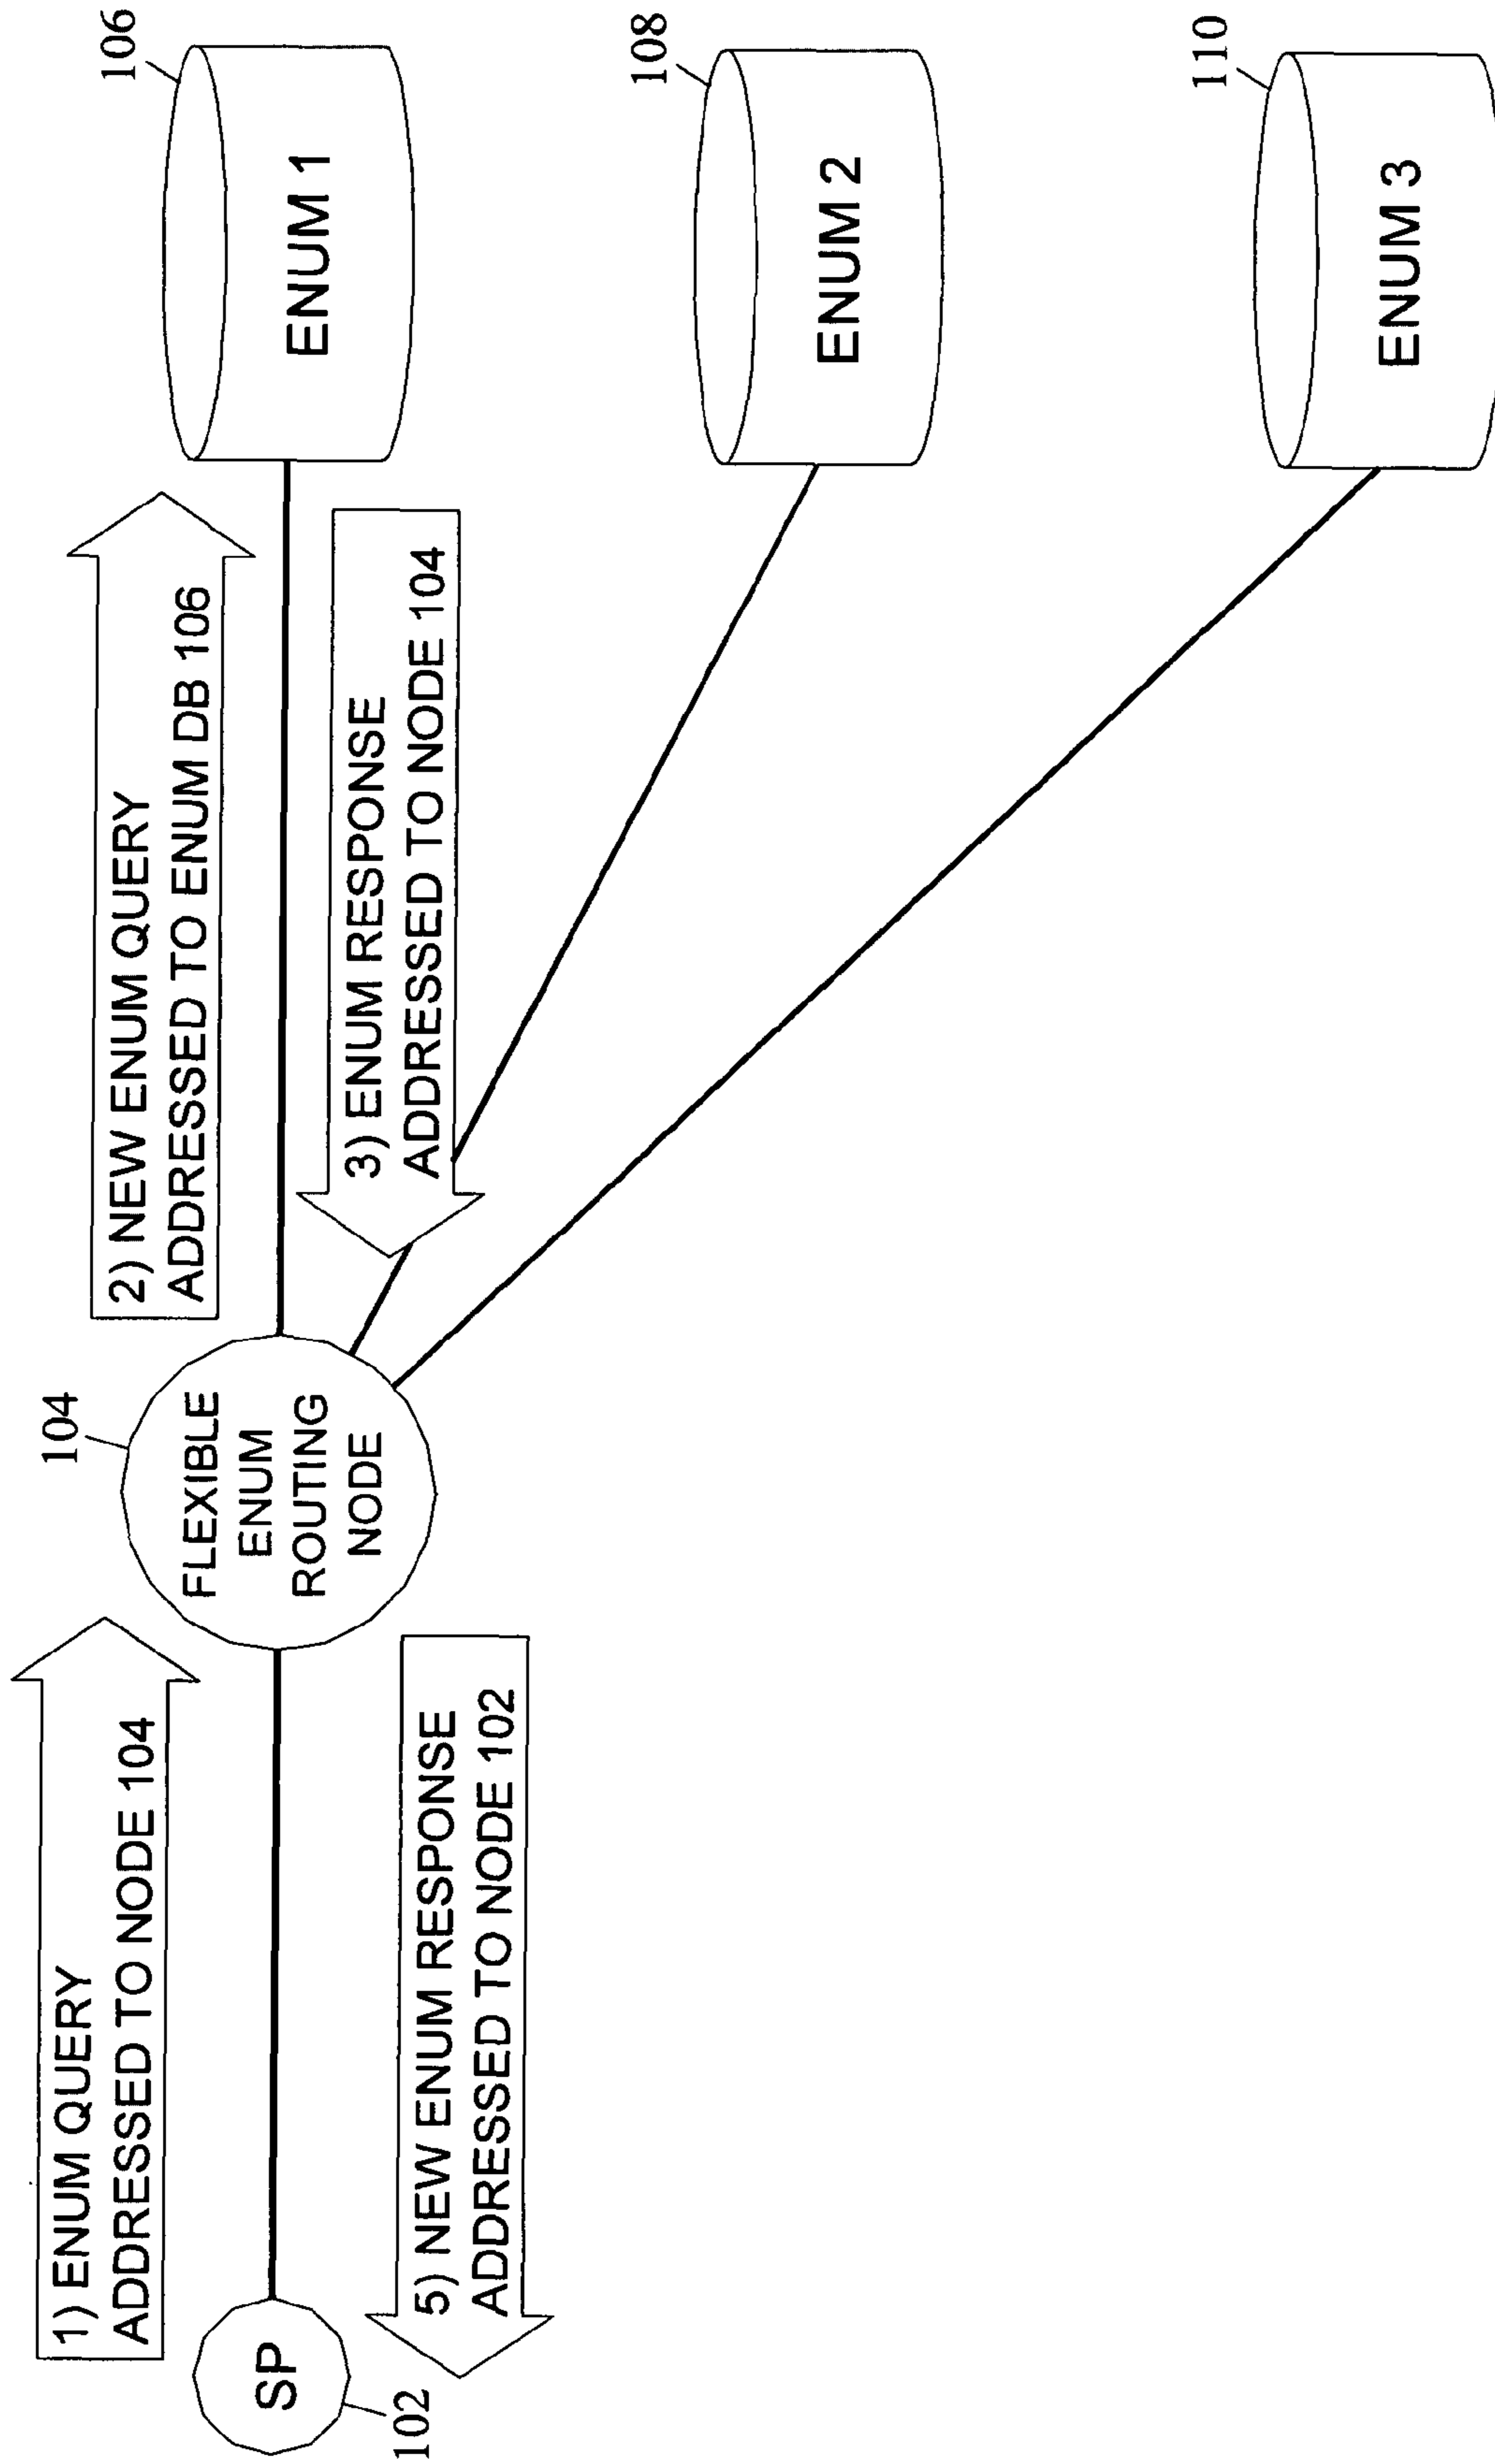 1) ENUM QUERY
ADDRESSED TO NODE 104
104
2) NEW ENUM QUERY
ADDRESSED TO ENUM DB 106
106
SP
102
FLEXIBLE
ENUM
ROUTING
NODE
ENUM 1
3) ENUM RESPONSE
ADDRESSED TO NODE 104
5) NEW ENUM RESPONSE
ADDRESSED TO NODE 102
108
ENUM 2
110
ENUM 3